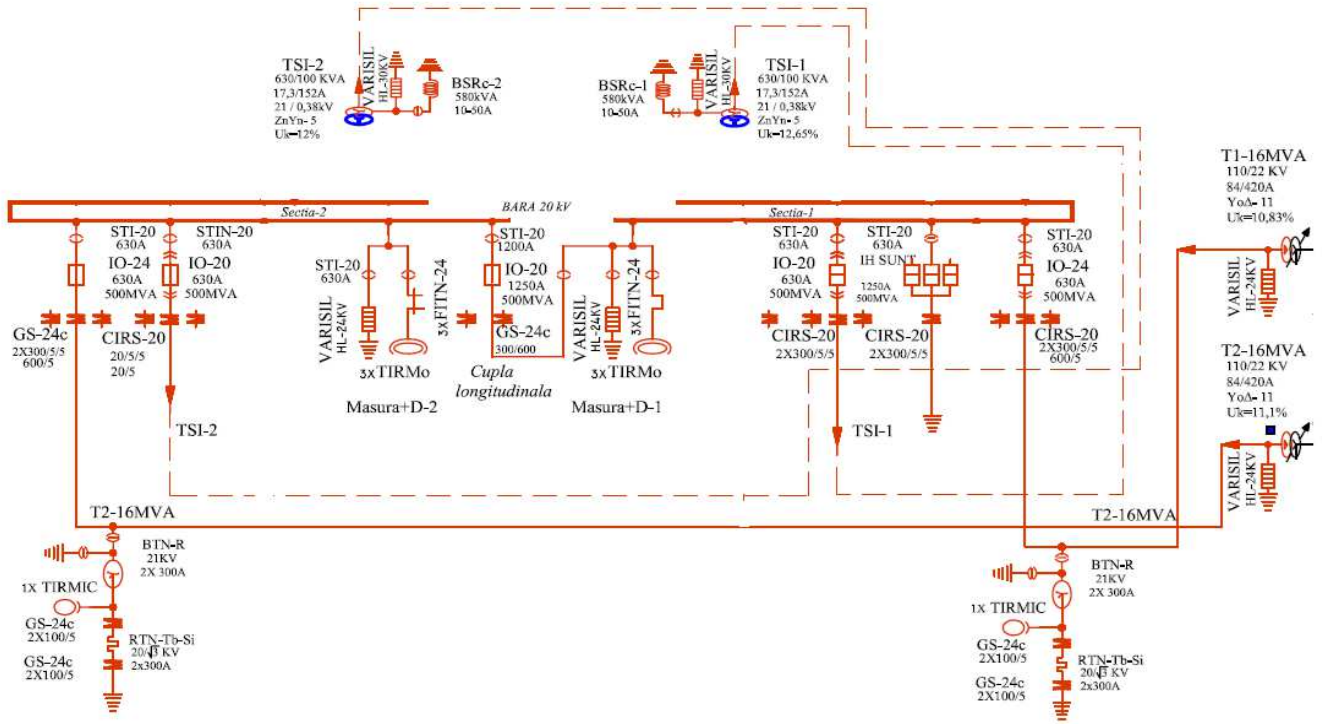 TSI-2
630/100 KVA
17,3/152A
21 / 0,38kV
ZnYn- 5
Uk=12%
VARISIL
HL-30KV
BSRc-2
580kVA
10-50A
BSRc-1
580kVA
10-50A
VARISIL
HL-30KV
TSI-1
630/100 KVA
17,3/152A
21 / 0,38kV
ZnYn- 5
Uk=12,65%
T1-16MVA
110/22 KV
84/420A
YoΔ- 11
Uk=10,83%
VARISIL
HL-24KV
Sectia-2
BARA 20 kV
Sectia-1
STI-20
630A
IO-24
630A
500MVA
GS-24c
2X300/5/5
600/5
STIN-20
630A
IO-20
630A
500MVA
CIRS-20
20/5/5
20/5
TSI-2
STI-20
630A
VARISIL
HL-24KV
3xFITN-24
3xTIRMo
Masura+D-2
STI-20
1200A
IO-20
1250A
500MVA
GS-24c
300/600
Cupla
longitudinala
VARISIL
HL-24KV
3xFITN-24
3xTIRMo
Masura+D-1
STI-20
630A
IO-20
630A
500MVA
CIRS-20
2X300/5/5
TSI-1
STI-20
630A
IH SUNT
1250A
500MVA
CIRS-20
2X300/5/5
STI-20
630A
IO-24
630A
500MVA
CIRS-20
2X300/5/5
600/5
T2-16MVA
110/22 KV
84/420A
YoΔ- 11
Uk=11,1%
VARISIL
HL-24KV
T2-16MVA
T2-16MVA
BTN-R
21KV
2X 300A
1X TIRMIC
GS-24c
2X100/5
RTN-Tb-Si
20/√3 KV
2x300A
GS-24c
2X100/5
BTN-R
21KV
2X 300A
1X TIRMIC
GS-24c
2X100/5
RTN-Tb-Si
20/√3 KV
2x300A
GS-24c
2X100/5